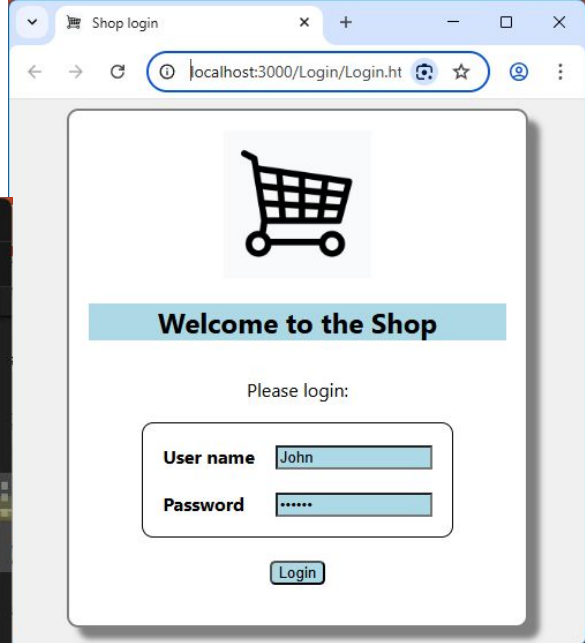 Shop login
localhost:3000/Login/Login.ht
Welcome to the Shop
Please login:
User name John
Password ••••••
Login